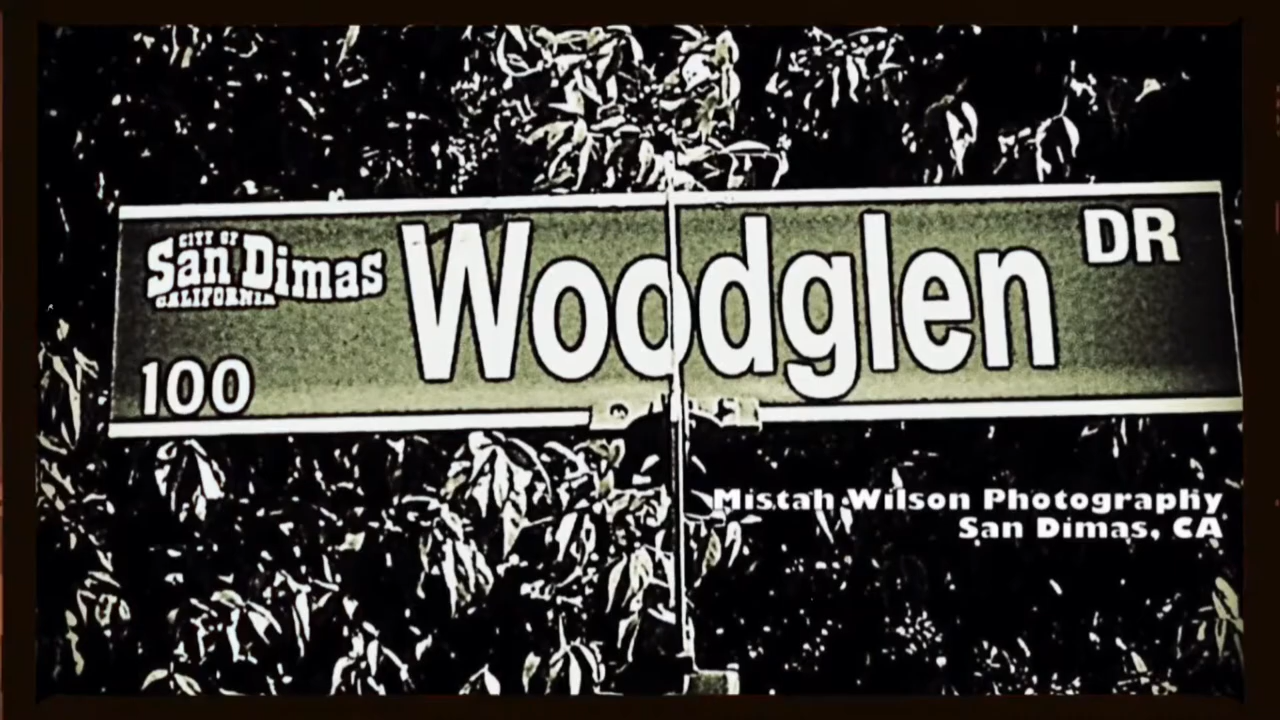 CITY OF
San Dimas
CALIFORNIA
Woodglen DR
100
Mistah Wilson Photography
San Dimas, CA